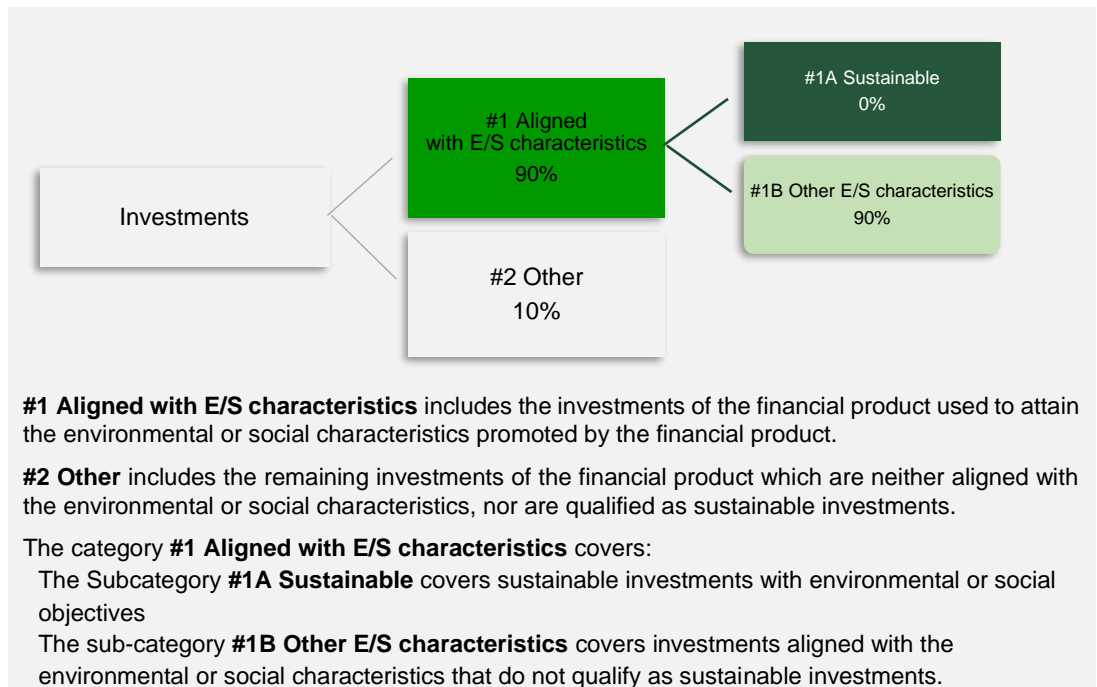 #1A Sustainable
0%
#1 Aligned
with E/S characteristics
90%
#1B Other E/S characteristics
90%
Investments
#2 Other
10%
#1 Aligned with E/S characteristics includes the investments of the financial product used to attain
the environmental or social characteristics promoted by the financial product.
#2 Other includes the remaining investments of the financial product which are neither aligned with
the environmental or social characteristics, nor are qualified as sustainable investments.
The category #1 Aligned with E/S characteristics covers:
The Subcategory #1A Sustainable covers sustainable investments with environmental or social
objectives
The sub-category #1B Other E/S characteristics covers investments aligned with the
environmental or social characteristics that do not qualify as sustainable investments.